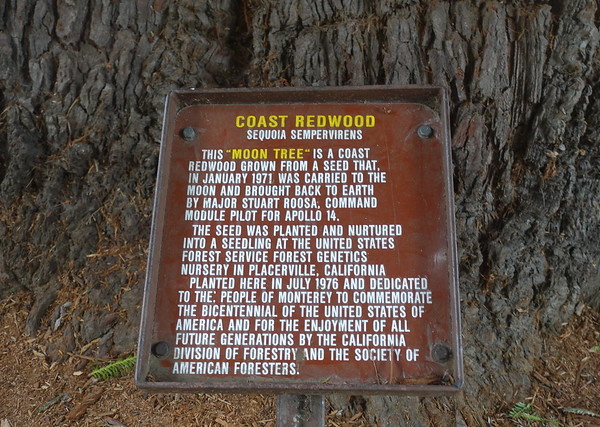 COAST REDWOOD
SEQUOIA SEMPERVIRENS
THIS "MOON TREE" IS A COAST
REDWOOD GROWN FROM A SEED THAT,
IN JANUARY 1971, WAS CARRIED TO THE
MOON AND BROUGHT BACK TO EARTH
BY MAJOR STUART ROOSA, COMMAND
MODULE PILOT FOR APOLLO 14.
THE SEED WAS PLANTED AND NURTURED
INTO A SEEDLING AT THE UNITED STATES
FOREST SERVICE FOREST GENETICS
NURSERY IN PLACERVILLE, CALIFORNIA
PLANTED HERE IN JULY 1976 AND DEDICATED
TO THE, PEOPLE OF MONTEREY TO COMMEMORATE
THE BICENTENNIAL OF THE UNITED STATES OF
AMERICA AND FOR THE ENJOYMENT OF ALL
FUTURE GENERATIONS BY THE CALIFORNIA
DIVISION OF FORESTRY AND THE SOCIETY OF
AMERICAN FORESTERS.